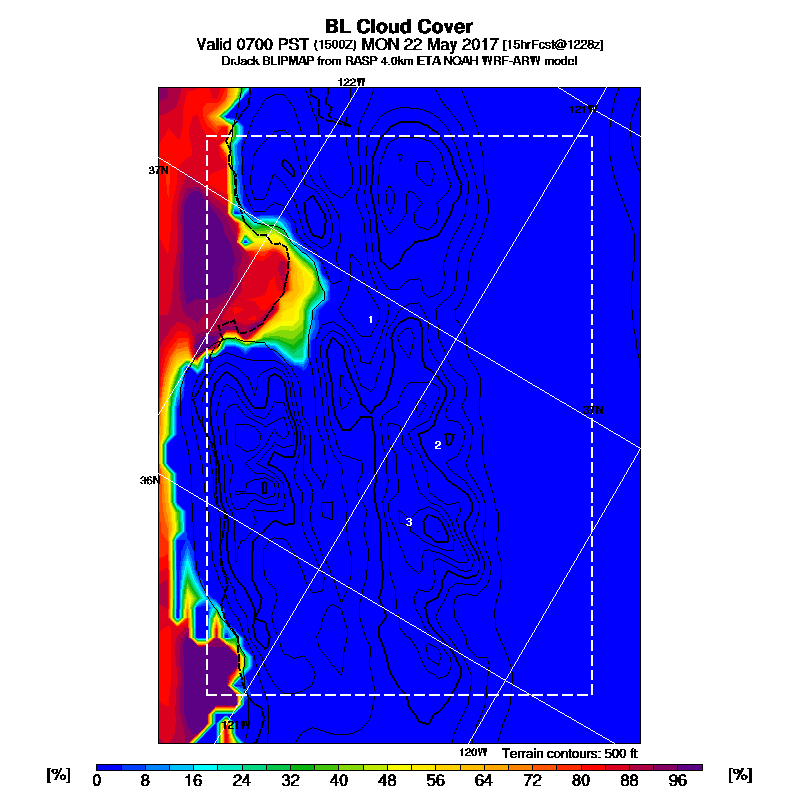 BL Cloud Cover
Valid 0700 PST (1500Z) MON 22 May 2017 [15hrFcst@1228z]
DrJack BLIPMAP from RASP 4.0km ETA NOAH WRF-ARW model
122W
121W
37N
1
37N
2
36N
3
121W
120W Terrain contours: 500 ft
[%] 0 8 16 24 32 40 48 56 64 72 80 88 96 [%]